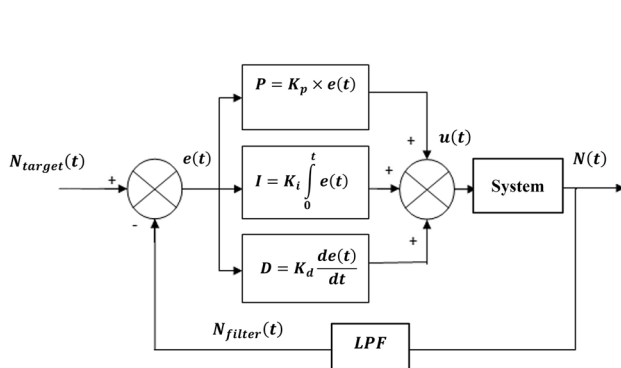 P = K_p × e(t)
N_target(t)
+
e(t)
I = K_i ∫_0^t e(t)
+
+
u(t)
System
N(t)
-
D = K_d de(t)/dt
+
N_filter(t)
LPF